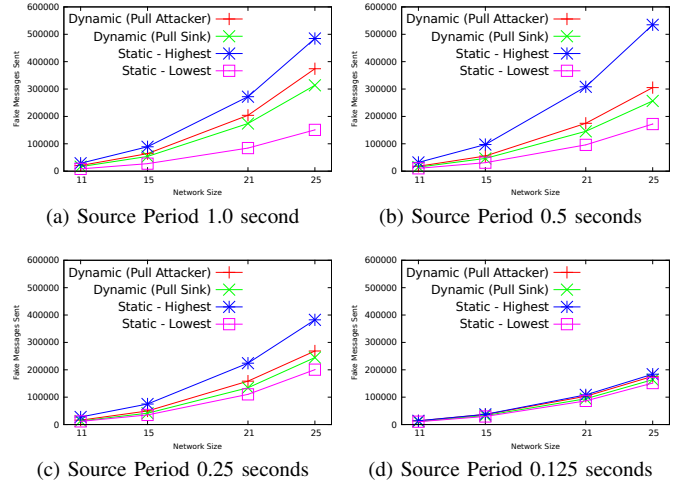 600000
500000
400000
300000
200000
100000
0
Fake Messages Sent
Dynamic (Pull Attacker)
Dynamic (Pull Sink)
Static - Highest
Static - Lowest
11 15 21 25
Network Size
(a) Source Period 1.0 second
600000
500000
400000
300000
200000
100000
0
Fake Messages Sent
Dynamic (Pull Attacker)
Dynamic (Pull Sink)
Static - Highest
Static - Lowest
11 15 21 25
Network Size
(b) Source Period 0.5 seconds
600000
500000
400000
300000
200000
100000
0
Fake Messages Sent
Dynamic (Pull Attacker)
Dynamic (Pull Sink)
Static - Highest
Static - Lowest
11 15 21 25
Network Size
(c) Source Period 0.25 seconds
600000
500000
400000
300000
200000
100000
0
Fake Messages Sent
Dynamic (Pull Attacker)
Dynamic (Pull Sink)
Static - Highest
Static - Lowest
11 15 21 25
Network Size
(d) Source Period 0.125 seconds